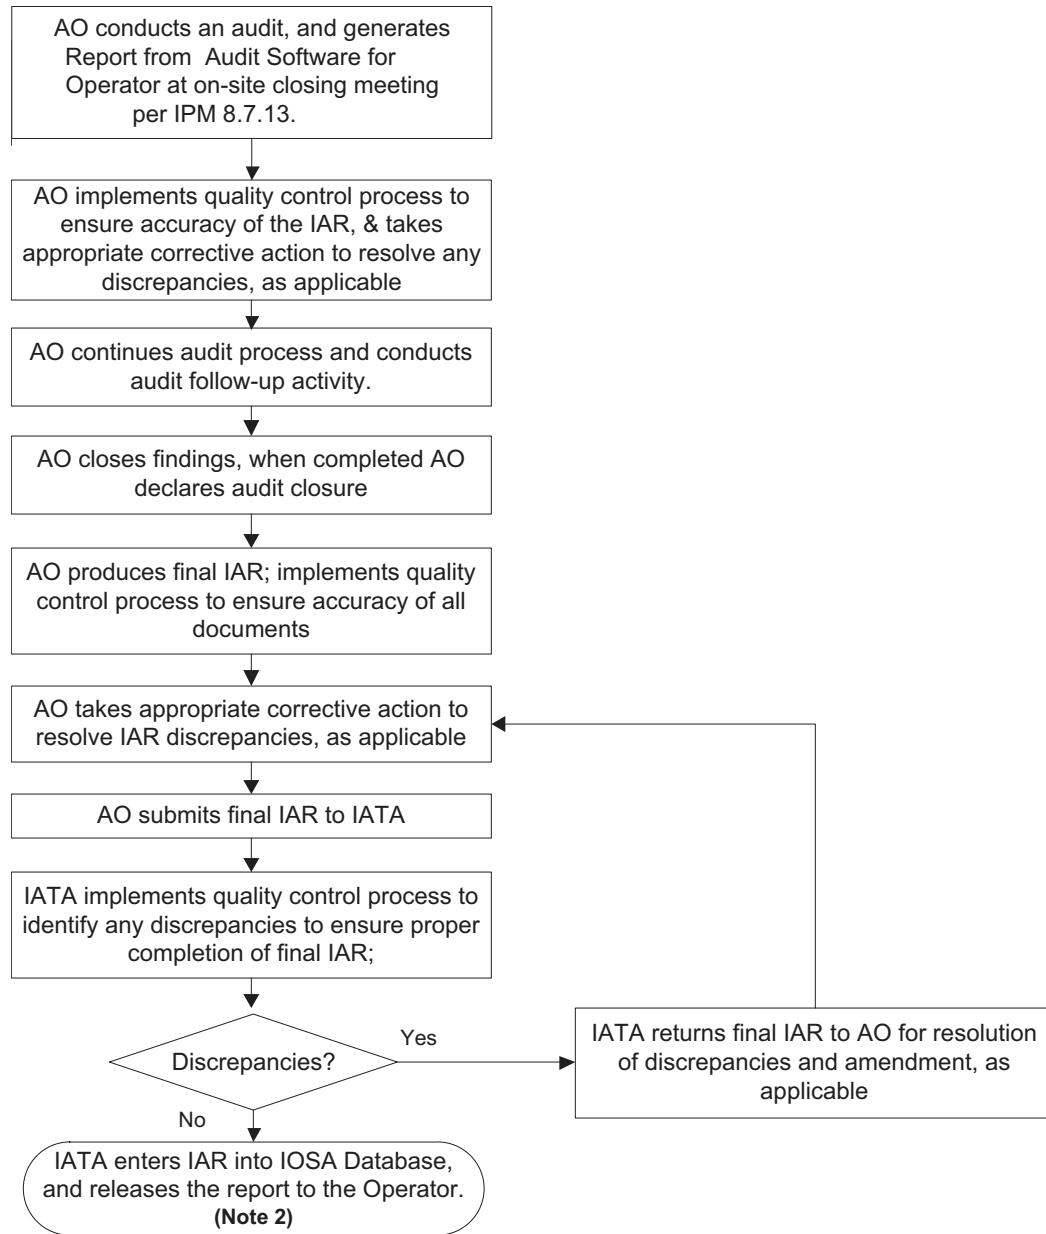 AO conducts an audit, and generates
Report from Audit Software for
Operator at on-site closing meeting
per IPM 8.7.13.
AO implements quality control process to
ensure accuracy of the IAR, & takes
appropriate corrective action to resolve any
discrepancies, as applicable
AO continues audit process and conducts
audit follow-up activity.
AO closes findings, when completed AO
declares audit closure
AO produces final IAR; implements quality
control process to ensure accuracy of all
documents
AO takes appropriate corrective action to
resolve IAR discrepancies, as applicable
AO submits final IAR to IATA
IATA implements quality control process to
identify any discrepancies to ensure proper
completion of final IAR;
Discrepancies?
Yes
IATA returns final IAR to AO for resolution
of discrepancies and amendment, as
applicable
No
IATA enters IAR into IOSA Database,
and releases the report to the Operator.
(Note 2)